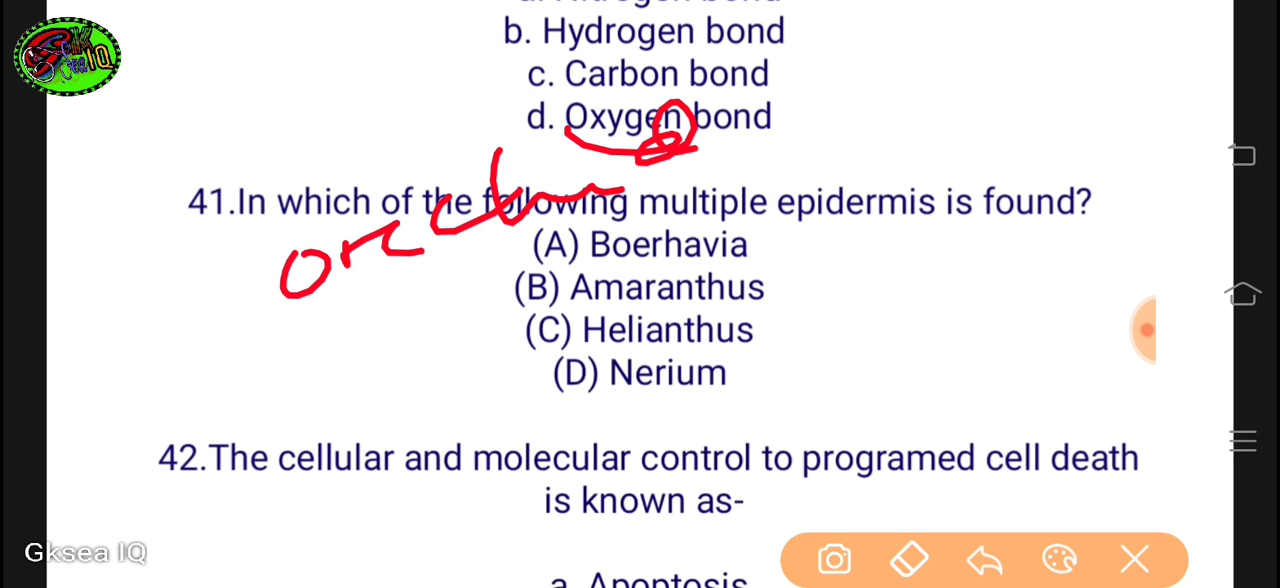 b. Hydrogen bond
c. Carbon bond
d. Oxygen bond
41.In which of the following multiple epidermis is found?
(A) Boerhavia
(B) Amaranthus
(C) Helianthus
(D) Nerium
42.The cellular and molecular control to programed cell death
is known as-
Gksea IQ
a. Apoptosis